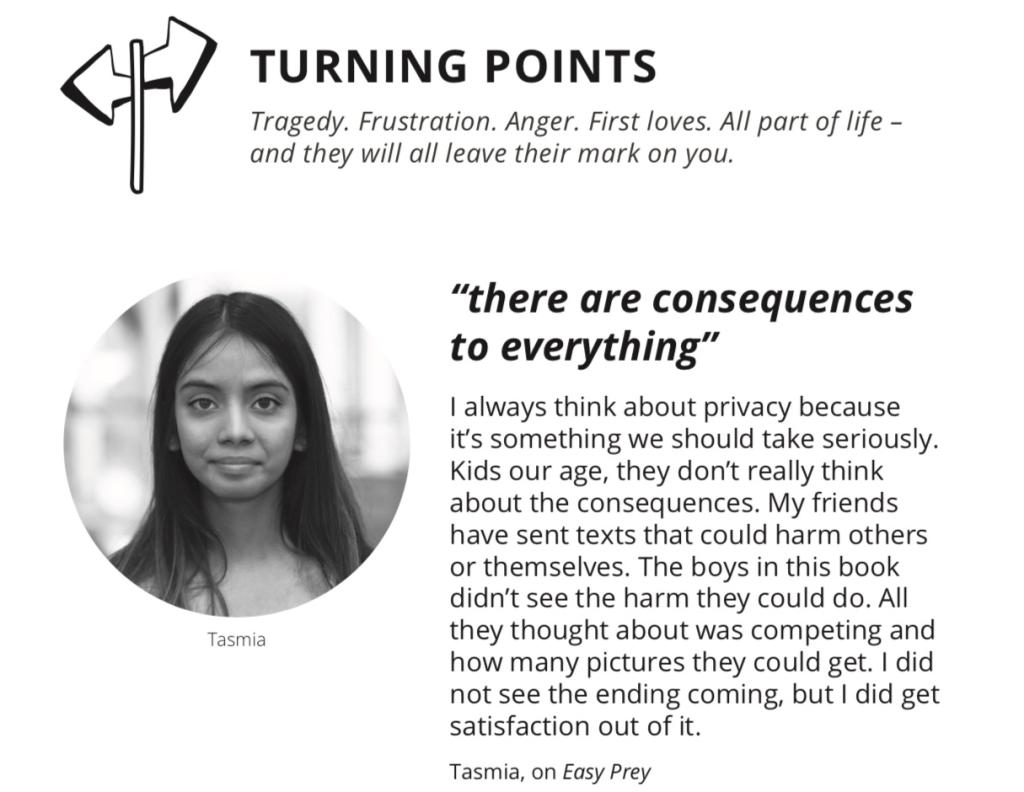 TURNING POINTS
Tragedy. Frustration. Anger. First loves. All part of life –
and they will all leave their mark on you.
“there are consequences
to everything”
I always think about privacy because
it’s something we should take seriously.
Kids our age, they don’t really think
about the consequences. My friends
have sent texts that could harm others
or themselves. The boys in this book
didn’t see the harm they could do. All
they thought about was competing and
how many pictures they could get. I did
not see the ending coming, but I did get
satisfaction out of it.
Tasmia, on Easy Prey
Tasmia